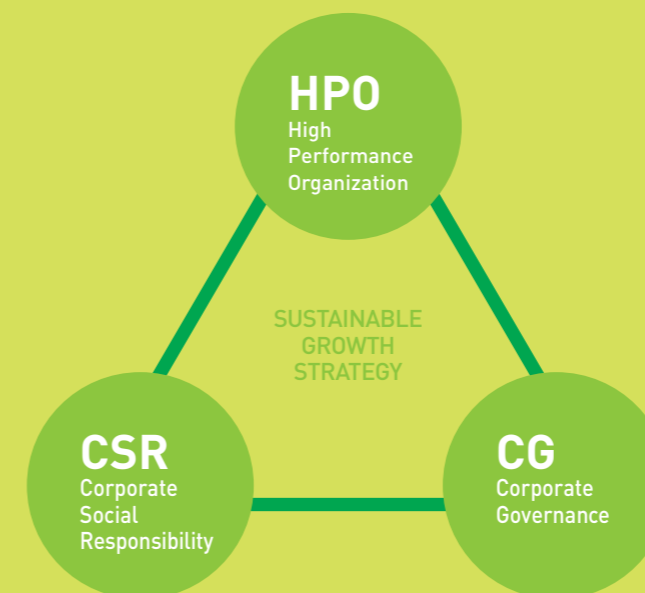 HPO
High
Performance
Organization
SUSTAINABLE
GROWTH
STRATEGY
CSR
Corporate
Social
Responsibility
CG
Corporate
Governance